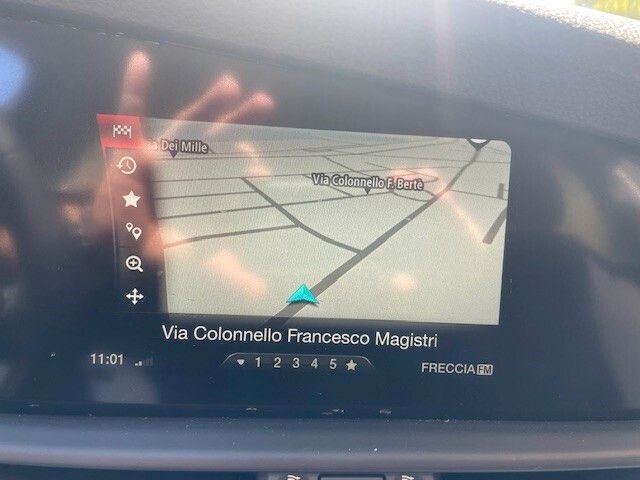 Dei Mille
Via Colonnello F. Bertè
Via Colonnello Francesco Magistri
11:01
1 2 3 4 5
FRECCIA FM